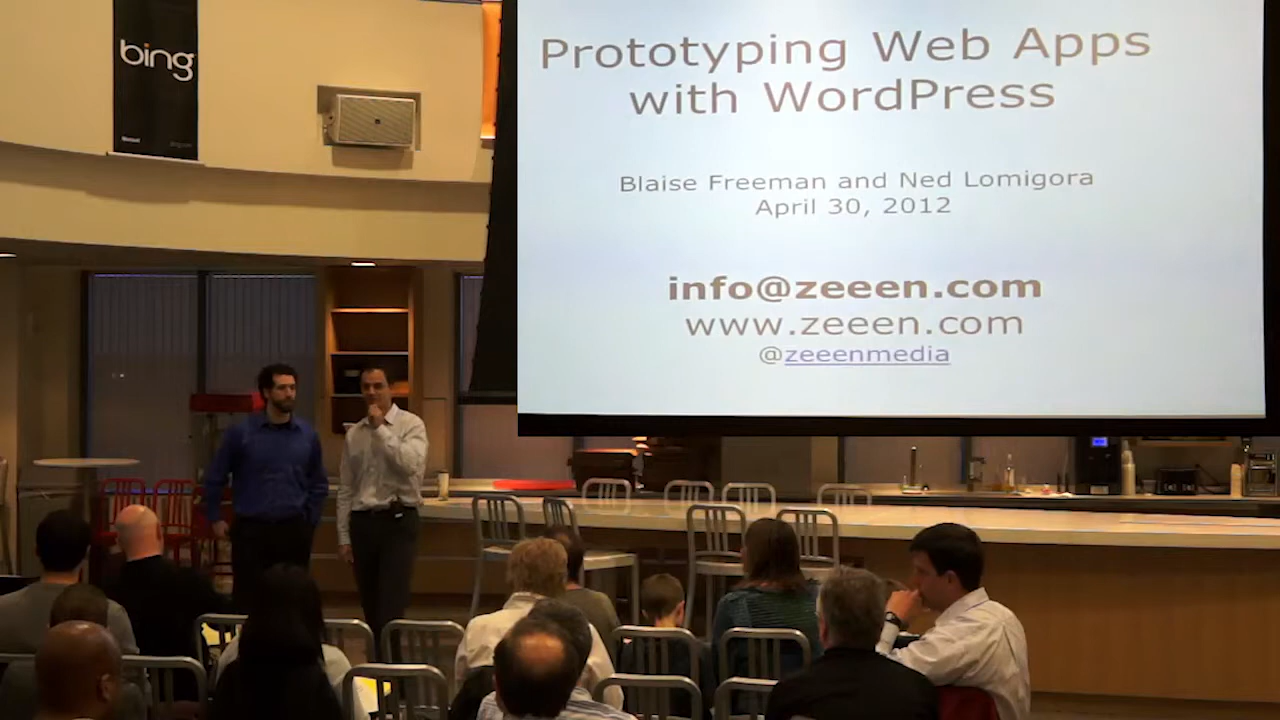 bing
Prototyping Web Apps
with WordPress
Blaise Freeman and Ned Lomigora
April 30, 2012
info@zeeen.com
www.zeeen.com
@zeeenmedia